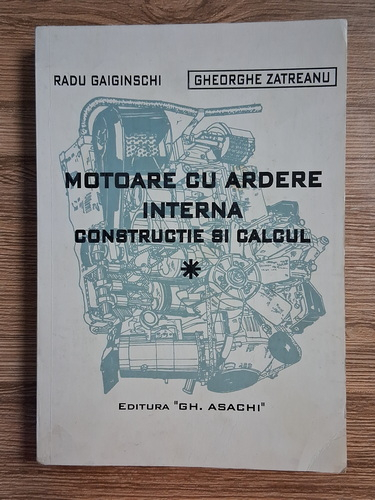 RADU GAIGINSCHI GHEORGHE ZATREANU
MOTOARE CU ARDERE
INTERNA
CONSTRUCTIE SI CALCUL
*
EDITURA "GH. ASACHI"